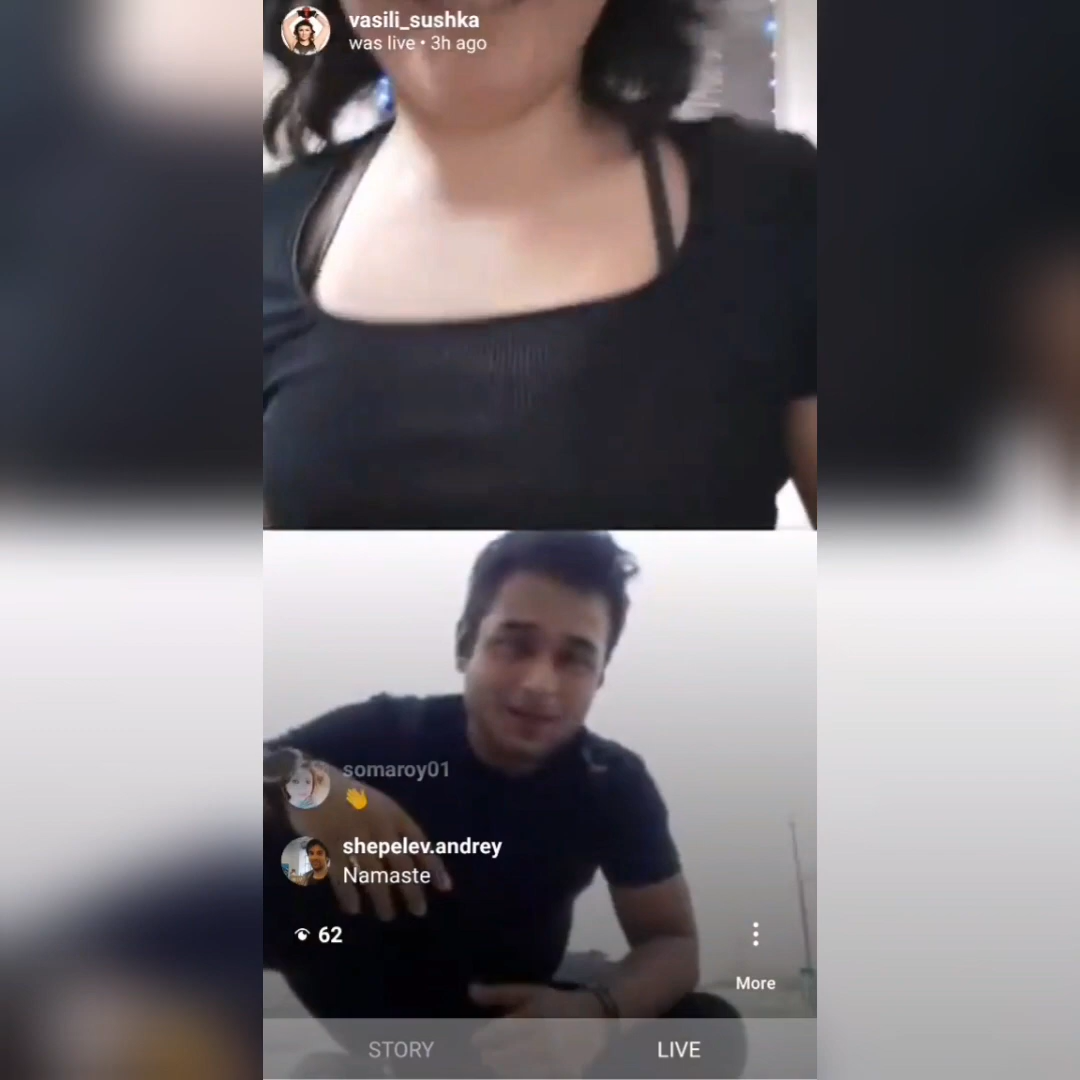 vasili_sushka
was live • 3h ago
somaroy01
👋
shepelev.andrey
Namaste
62
More
STORY
LIVE